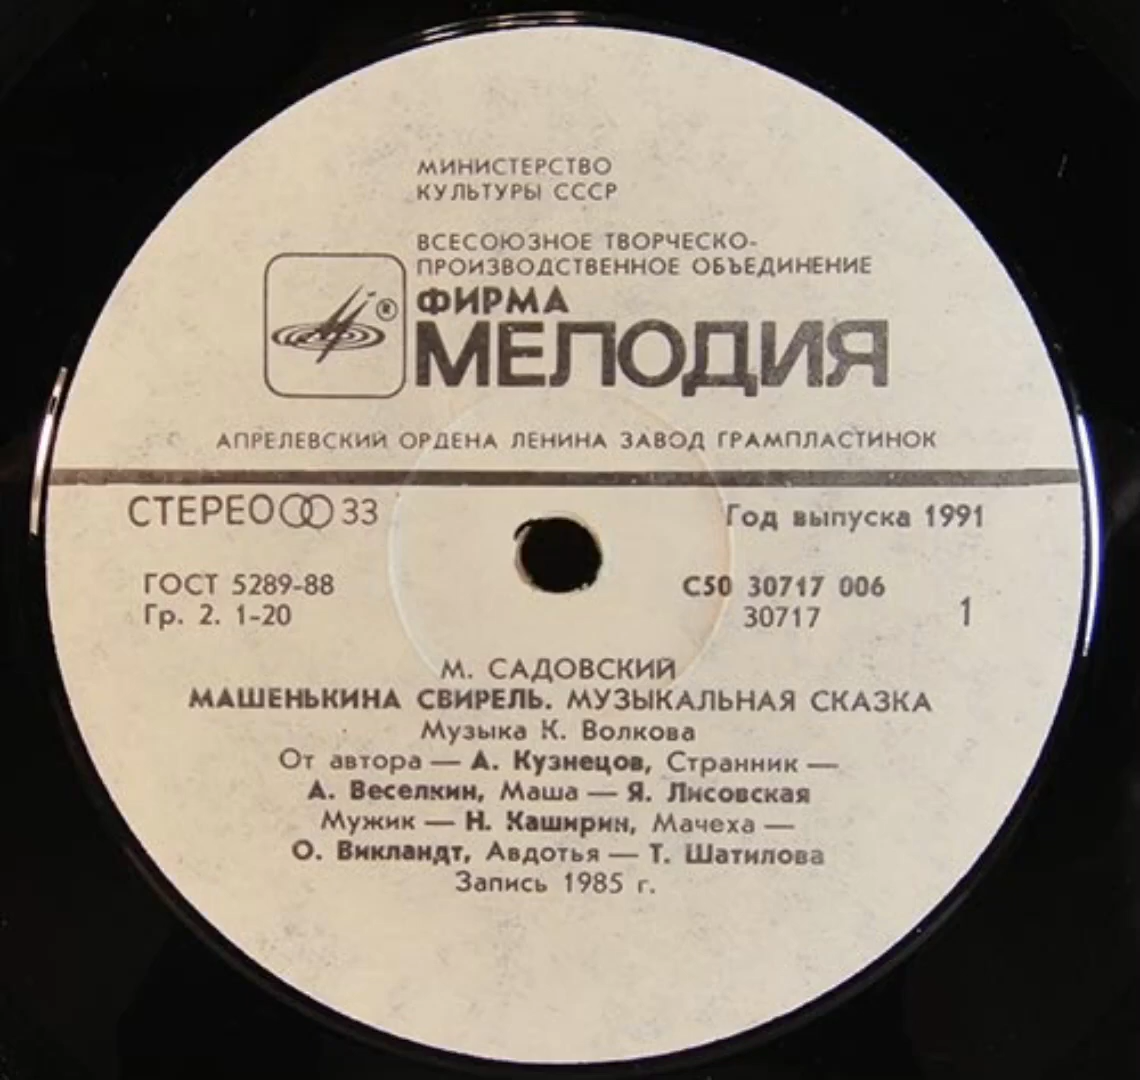 МИНИСТЕРСТВО
КУЛЬТУРЫ СССР
ВСЕСОЮЗНОЕ ТВОРЧЕСКО-
ПРОИЗВОДСТВЕННОЕ ОБЪЕДИНЕНИЕ
ФИРМА
®
МЕЛОДИЯ
АПРЕЛЕВСКИЙ ОРДЕНА ЛЕНИНА ЗАВОД ГРАМПЛАСТИНОК
СТЕРЕО 33
Год выпуска 1991
ГОСТ 5289-88
Гр. 2. 1-20
С50 30717 006
30717
1
М. САДОВСКИЙ
МАШЕНЬКИНА СВИРЕЛЬ. МУЗЫКАЛЬНАЯ СКАЗКА
Музыка К. Волкова
От автора — А. Кузнецов, Странник —
А. Веселкин, Маша — Я. Лисовская
Мужик — Н. Каширин, Мачеха —
О. Викландт, Авдотья — Т. Шатилова
Запись 1985 г.